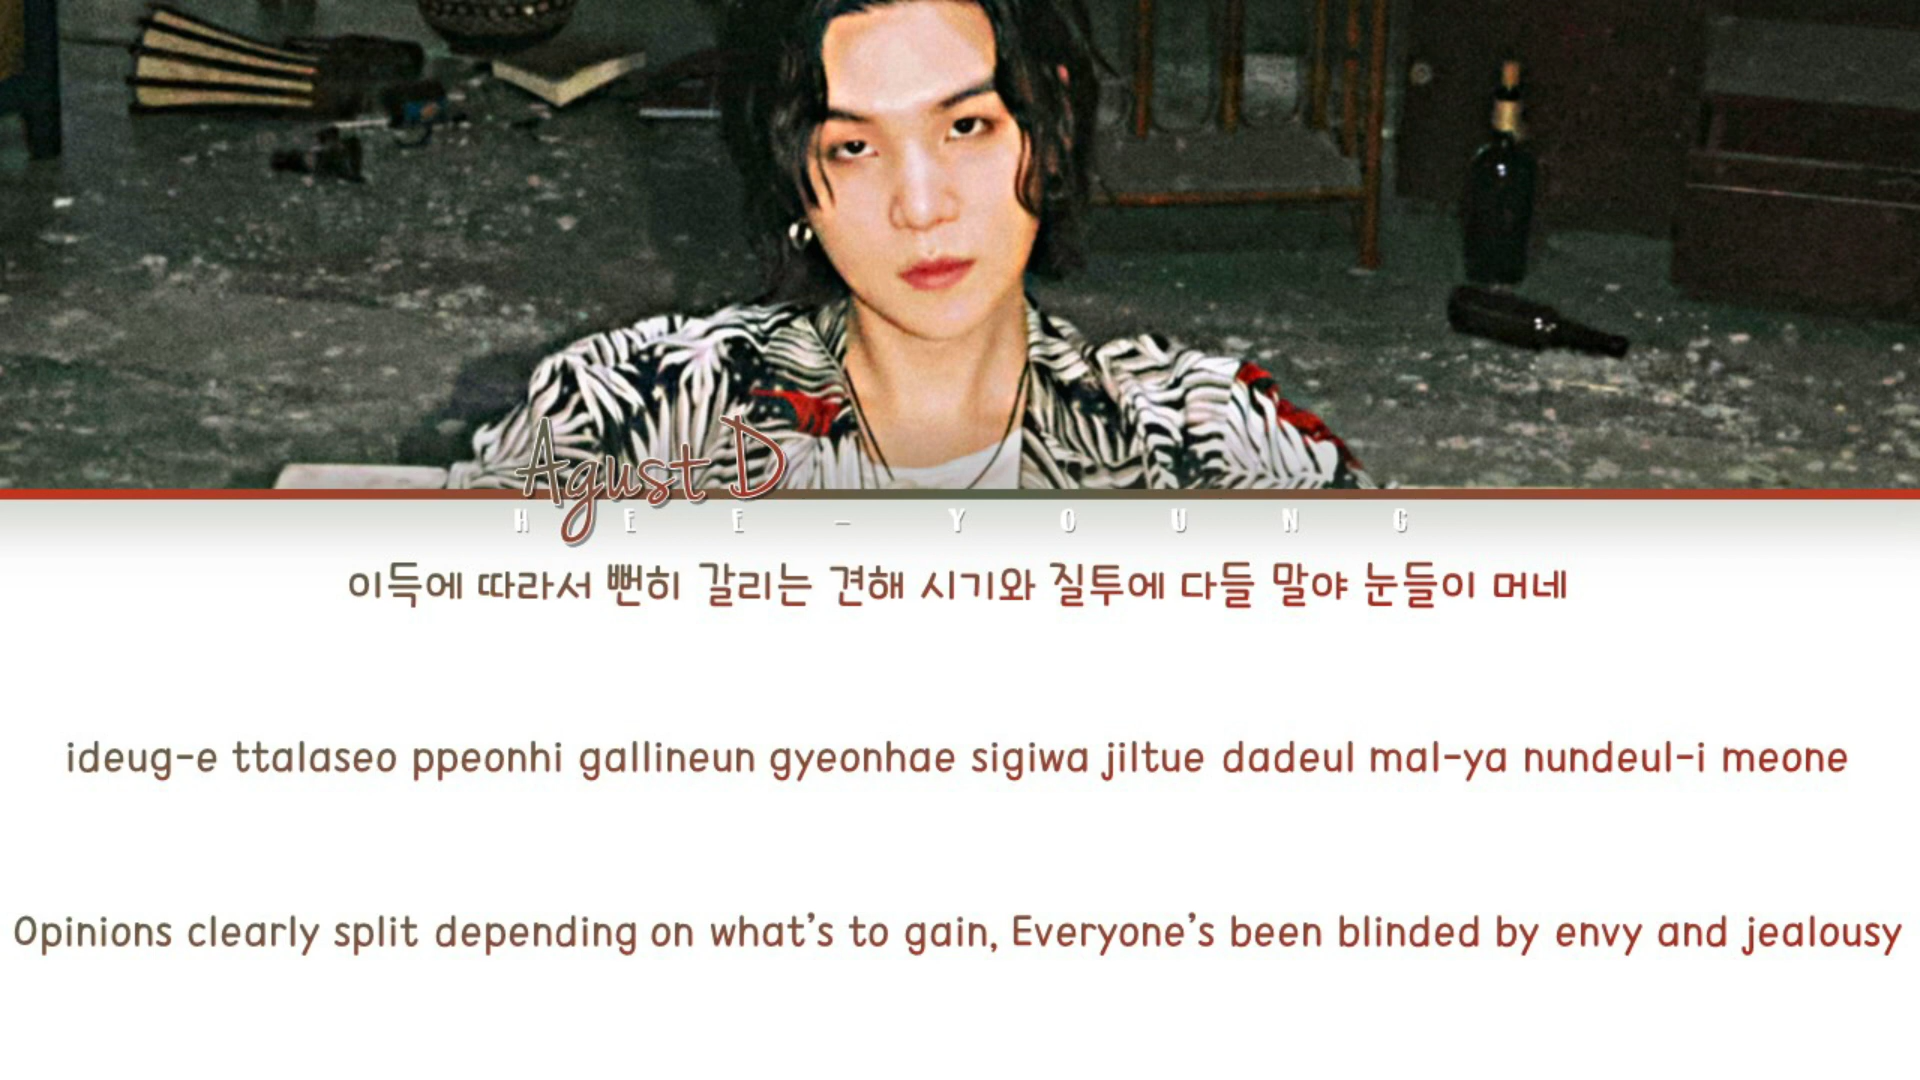 Agust D
HEE-YOUNG
이득에 따라서 뻔히 갈리는 견해 시기와 질투에 다들 말야 눈들이 머네
ideug-e ttalaseo ppeonhi gallineun gyeonhae sigiwa jiltue dadeul mal-ya nundeul-i meone
Opinions clearly split depending on what's to gain, Everyone's been blinded by envy and jealousy